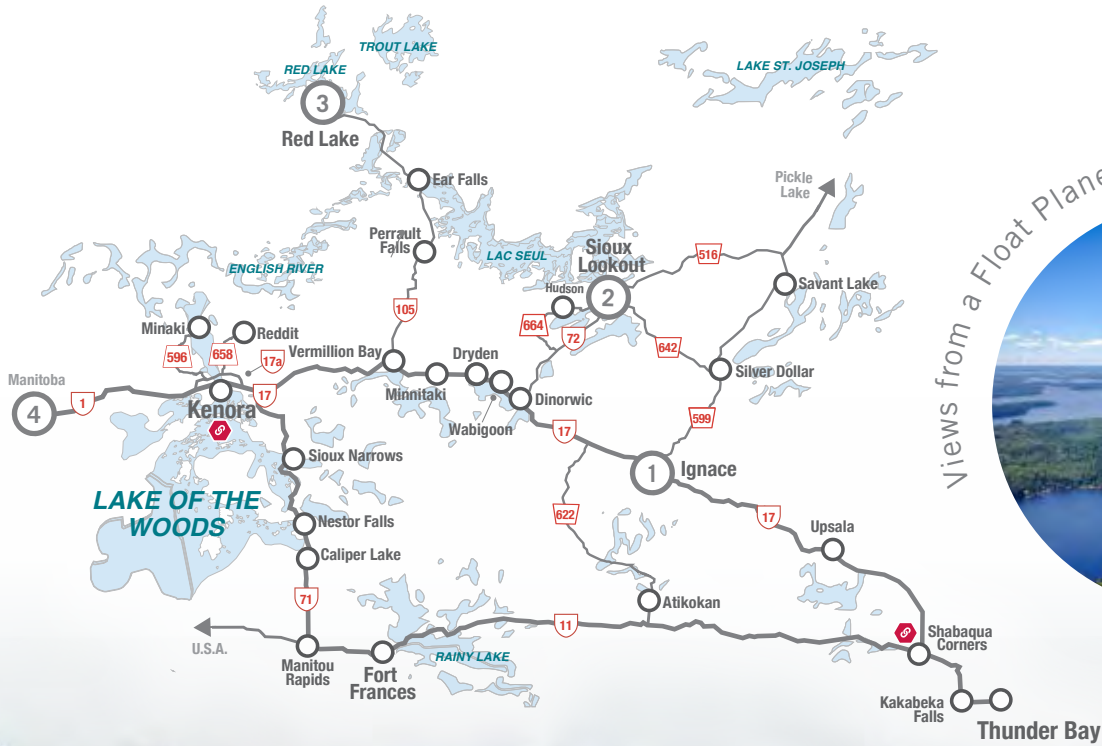 TROUT LAKE
RED LAKE
LAKE ST. JOSEPH
3
Red Lake
Ear Falls
Pickle
Lake
Views from a Float Plane
Perrault
Falls
LAC SEUL
Sioux
Lookout
516
ENGLISH RIVER
Hudson
2
Savant Lake
105
Minaki
Reddit
664
72
642
596
658
17a
Vermillion Bay
Dryden
Silver Dollar
Manitoba
4
1
Kenora
17
Minnitaki
Dinorwic
Wabigoon
599
17
Sioux Narrows
1
Ignace
LAKE OF THE
WOODS
Nestor Falls
622
17
Upsala
Caliper Lake
71
Atikokan
11
U.S.A.
Manitou
Rapids
Fort
Frances
RAINY LAKE
Shabaqua
Corners
Kakabeka
Falls
Thunder Bay